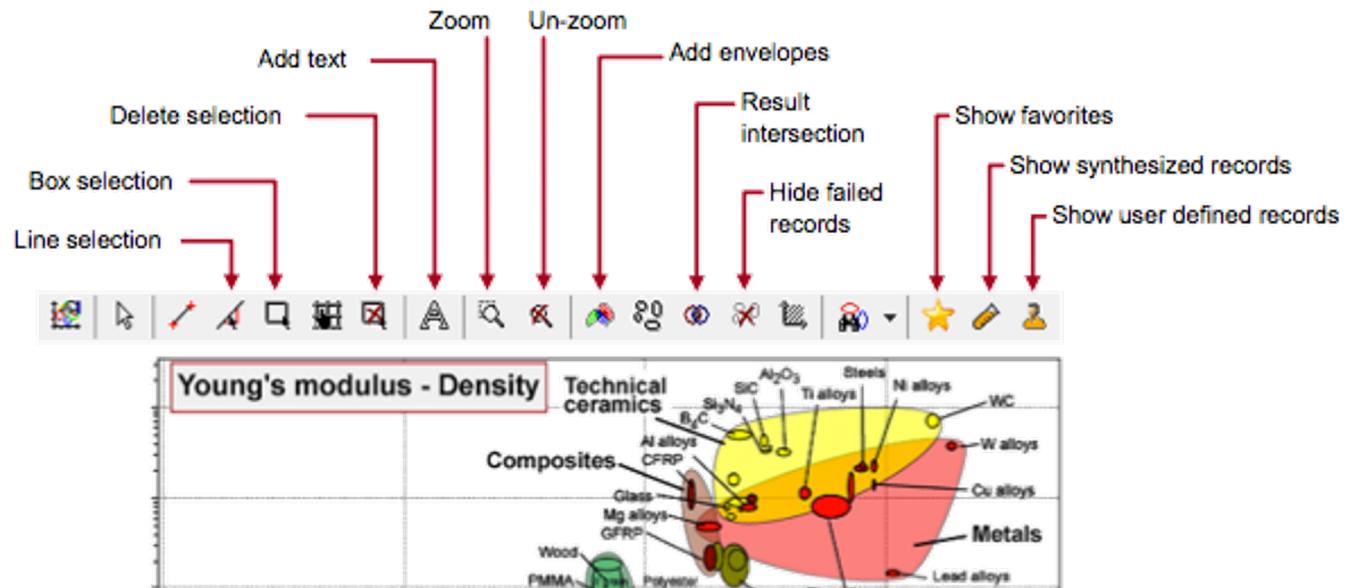 Zoom
Un-zoom
Add text
Add envelopes
Delete selection
Result
intersection
Show favorites
Box selection
Show synthesized records
Hide failed
records
Line selection
Show user defined records
A
Young's modulus - Density
Technical
ceramics
Al2O3
Steels
SiC
Ti alloys
Ni alloys
Si3N4
WC
B4C
Al alloys
W alloys
Composites
CFRP
Glass
Cu alloys
Mg alloys
GFRP
Metals
Wood
PMMA
Polyester
Lead alloys